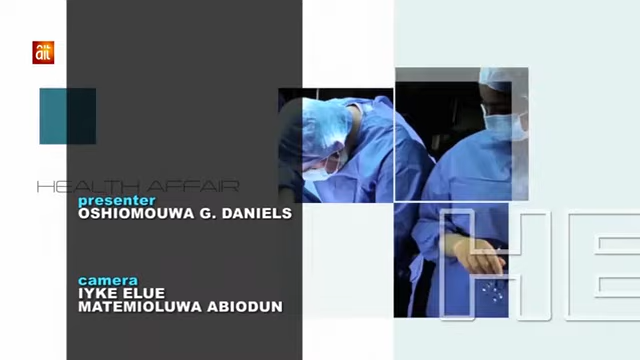 ait
HEALTH AFFAIR
presenter
OSHIOMOUWA G. DANIELS
camera
IYKE ELUE
MATEMIOLUWA ABIODUN
HE